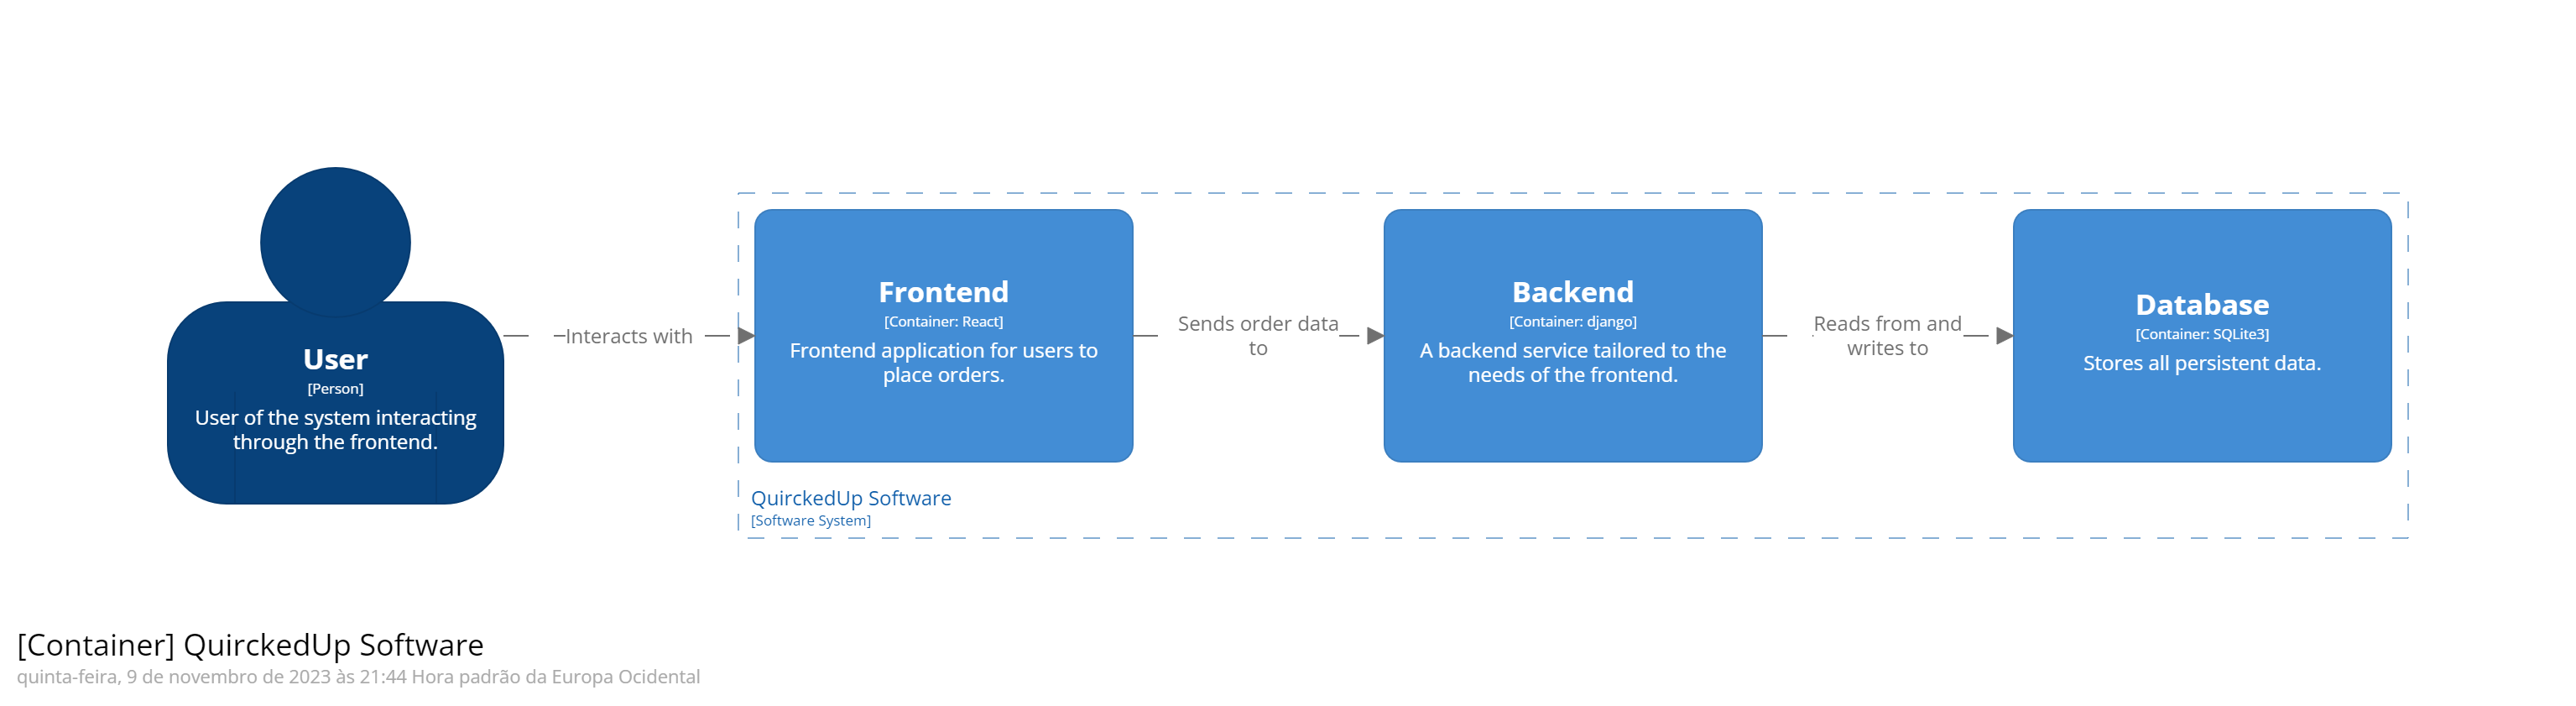 User
[Person]
User of the system interacting
through the frontend.
Interacts with
Frontend
[Container: React]
Frontend application for users to
place orders.
Sends order data
to
Backend
[Container: django]
A backend service tailored to the
needs of the frontend.
Reads from and
writes to
Database
[Container: SQLite3]
Stores all persistent data.
QuirckedUp Software
[Software System]
[Container] QuirckedUp Software
quinta-feira, 9 de novembro de 2023 às 21:44 Hora padrão da Europa Ocidental